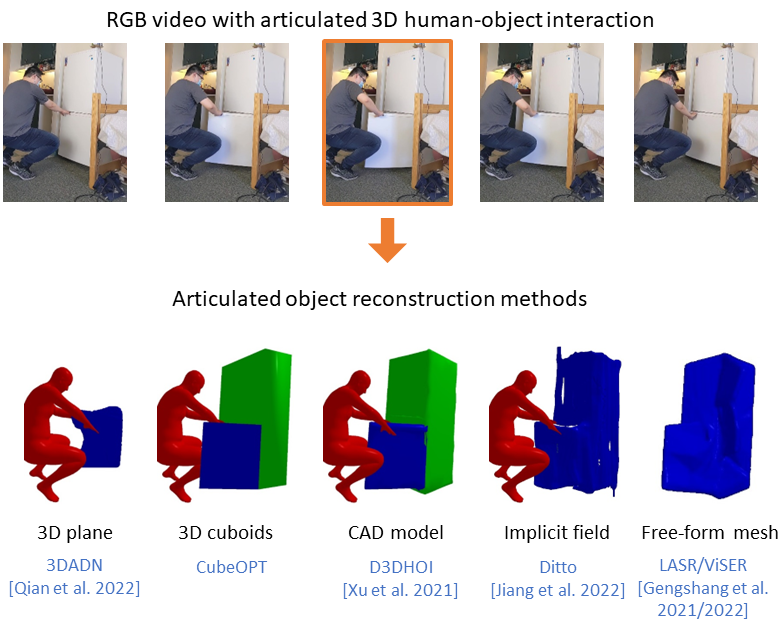 RGB video with articulated 3D human-object interaction
Articulated object reconstruction methods
3D plane
3DADN
[Qian et al. 2022]
3D cuboids
CubeOPT
CAD model
D3DHOI
[Xu et al. 2021]
Implicit field
Ditto
[Jiang et al. 2022]
Free-form mesh
LASR/ViSER
[Gengshang et al.
2021/2022]